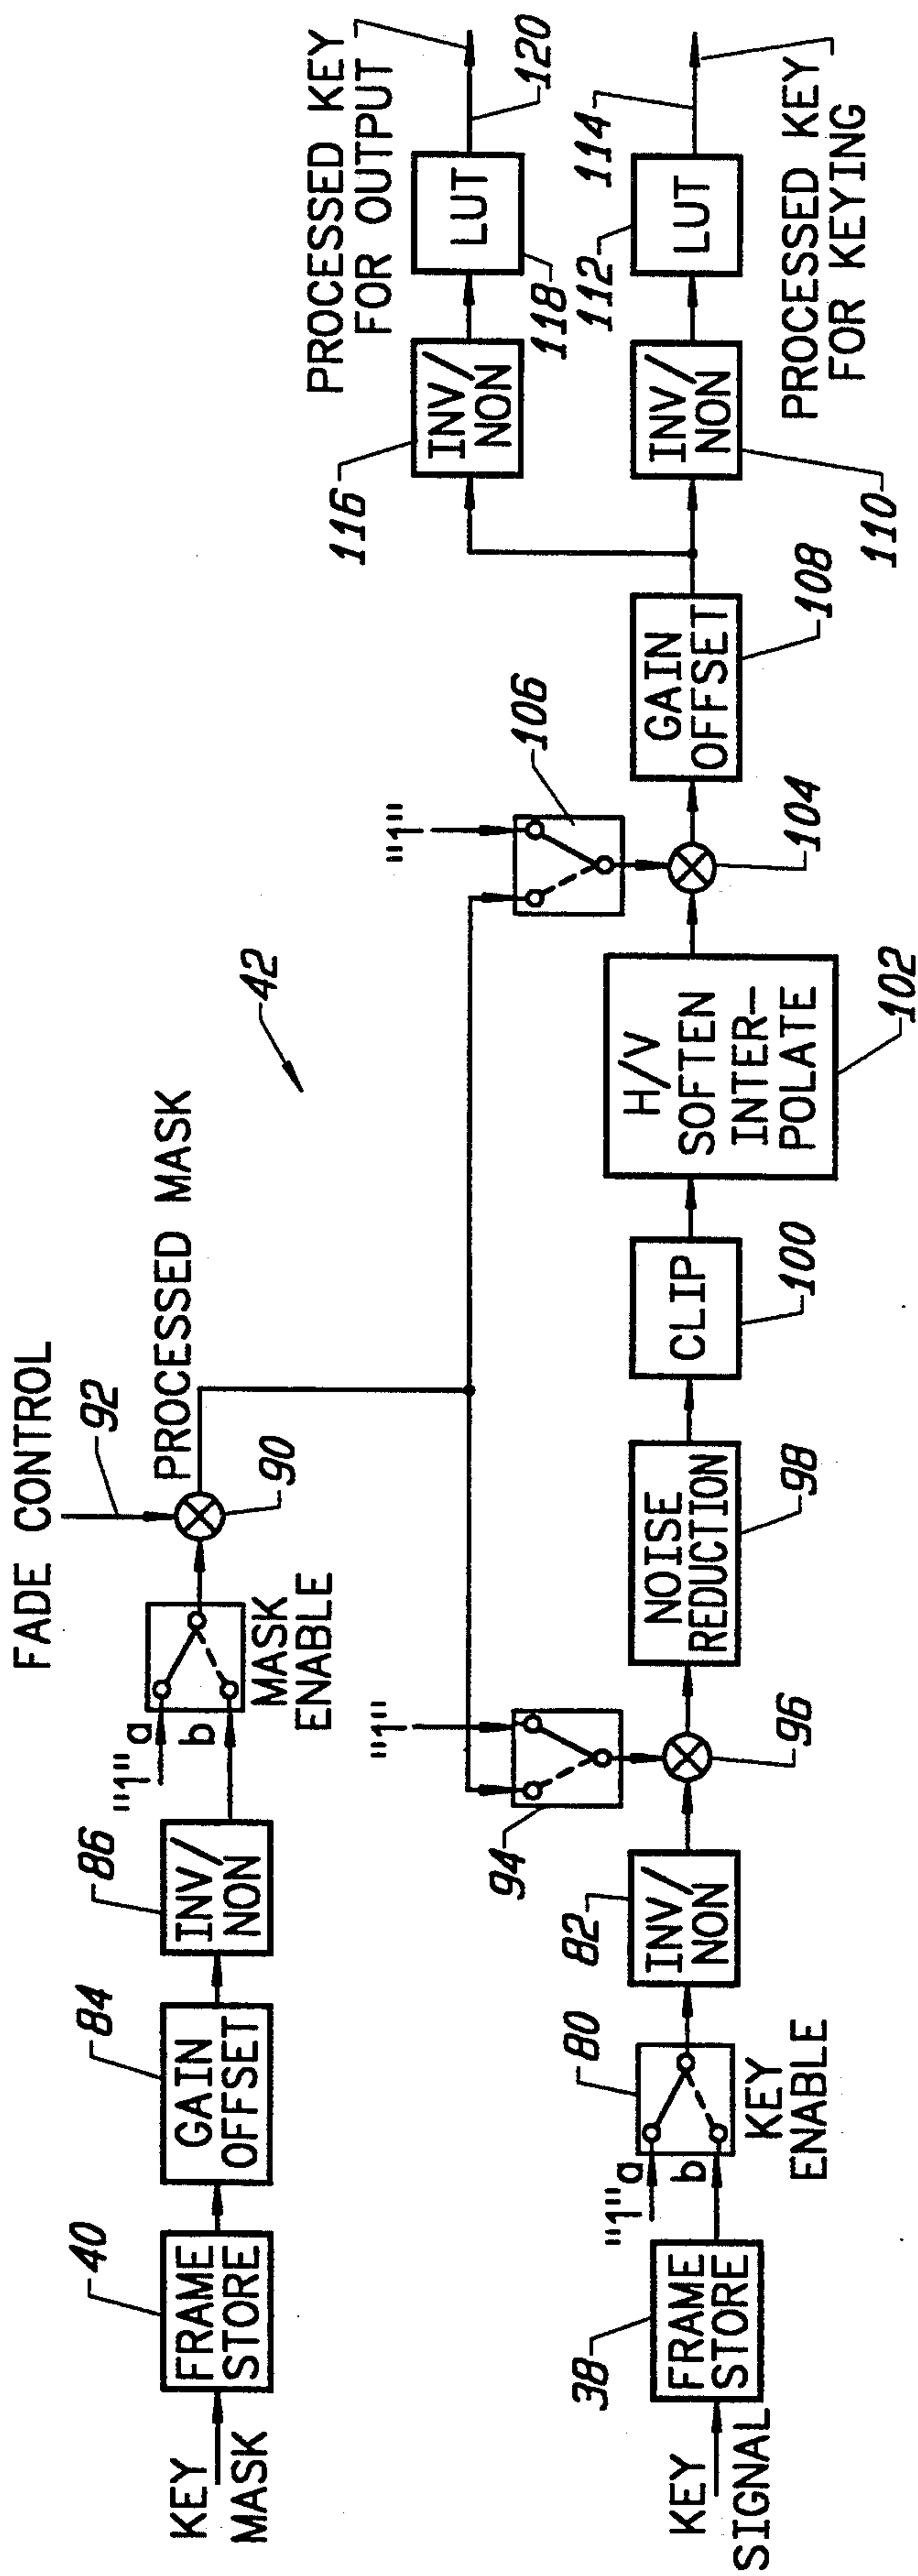 FADE CONTROL
92
PROCESSED MASK
42
40
84
86
"1"
a
b
90
KEY
MASK
FRAME
STORE
GAIN
OFFSET
INV/
NON
MASK
ENABLE
PROCESSED KEY
FOR OUTPUT
116
INV/
NON
118
LUT
120
"1"
94
"1"
106
38
80
82
"1"
a
b
KEY
SIGNAL
FRAME
STORE
KEY
ENABLE
INV/
NON
96
NOISE
REDUCTION
98
CLIP
100
H/V
SOFTEN
INTER-
POLATE
102
104
GAIN
OFFSET
108
INV/
NON
110
112
LUT
114
PROCESSED KEY
FOR KEYING